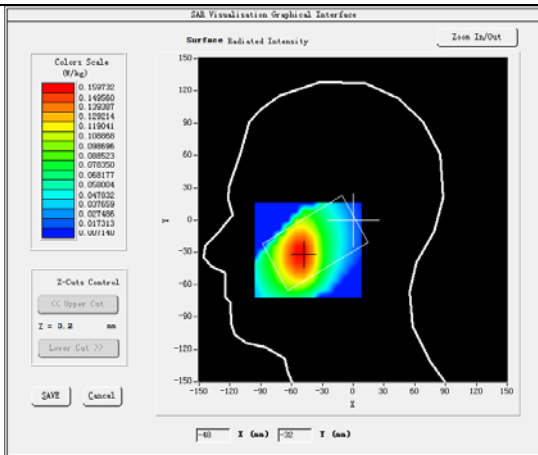 SAR Visualisation Graphical Interface
Surface Radiated Intensity
Zoom In/Out
Colors Scale
(W/kg)
0.159732
0.149560
0.139387
0.129214
0.119041
0.108868
0.098696
0.088523
0.078350
0.068177
0.058004
0.047832
0.037659
0.027486
0.017313
0.007140
Z-Cuts Control
<< Upper Cut
Z = 0.2 mm
Lower Cut >>
SAVE Cancel
150
120
90
60
30
0
-30
-60
-90
-120
-150
Y
-150 -120 -90 -60 -30 0 30 60 90 120 150
X
-48 X (mm) -32 Y (mm)